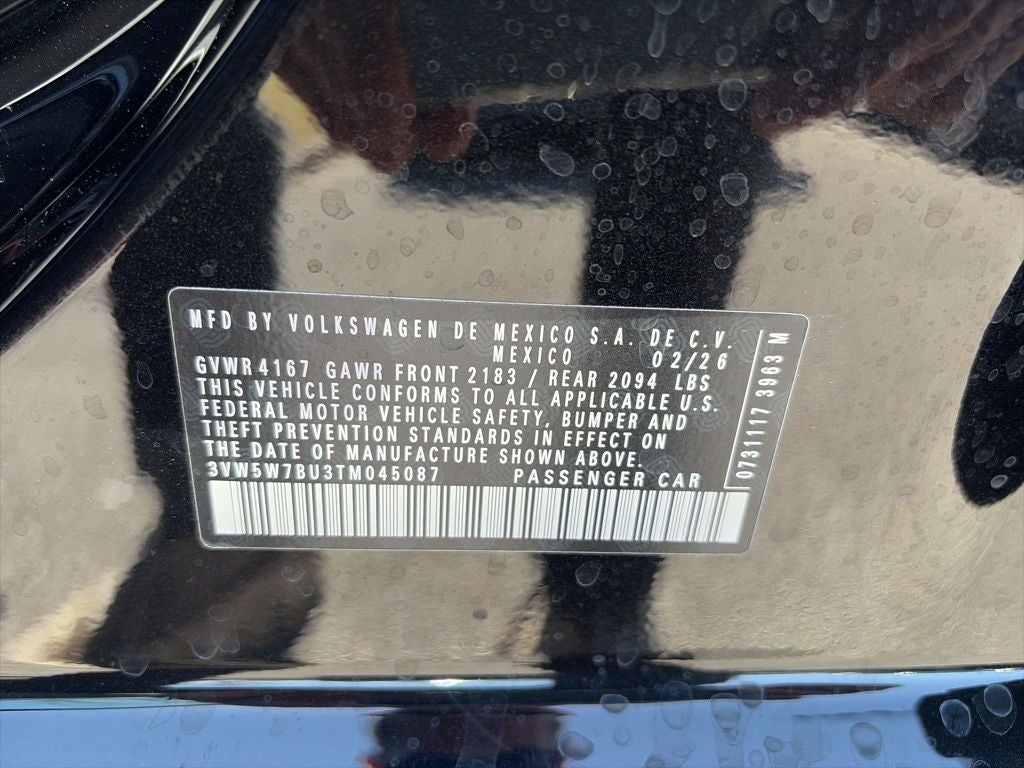 MFD BY VOLKSWAGEN DE MEXICO S.A. DE C.V.
MEXICO 02/26
GVWR 4167 GAWR FRONT 2183 / REAR 2094 LBS
THIS VEHICLE CONFORMS TO ALL APPLICABLE U.S.
FEDERAL MOTOR VEHICLE SAFETY, BUMPER AND
THEFT PREVENTION STANDARDS IN EFFECT ON
THE DATE OF MANUFACTURE SHOWN ABOVE.
3VW5W7BU3TM045087 PASSENGER CAR
0731117 3963 M